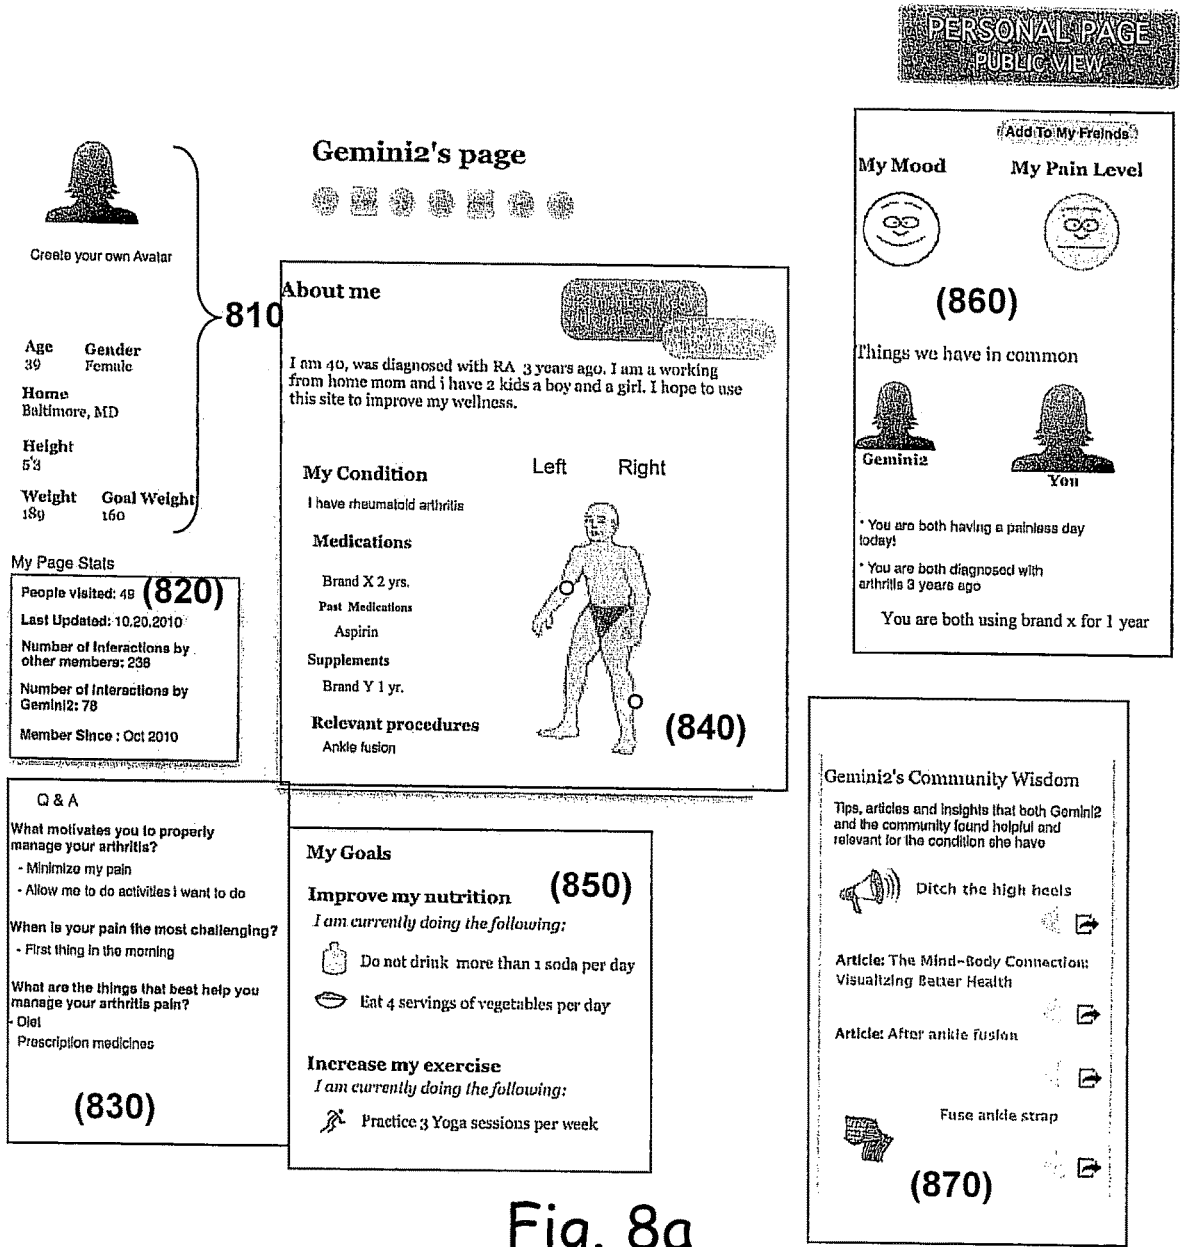 PERSONAL PAGE
PUBLIC VIEW
Gemini2's page
Create your own Avatar
Age Gender
39 Female
Home
Baltimore, MD
Height
5'3
Weight Goal Weight
189 160
810
My Page Stats
People visited: 49 (820)
Last Updated: 10.20.2010
Number of Interactions by
other members: 236
Number of Interactions by
Gemini2: 78
Member Since : Oct 2010
Q & A
What motivates you to properly
manage your arthritis?
- Minimize my pain
- Allow me to do activities I want to do
When is your pain the most challenging?
- First thing in the morning
What are the things that best help you
manage your arthritis pain?
- Diet
Prescription medicines
(830)
About me
I am 40, was diagnosed with RA 3 years ago. I am a working
from home mom and i have 2 kids a boy and a girl. I hope to use
this site to improve my wellness.
My Condition
I have rheumatoid arthritis
Medications
Brand X 2 yrs.
Past Medications
Aspirin
Supplements
Brand Y 1 yr.
Relevant procedures
Ankle fusion
Left Right
(840)
My Goals
Improve my nutrition (850)
I am currently doing the following:
Do not drink more than 1 soda per day
Eat 4 servings of vegetables per day
Increase my exercise
I am currently doing the following:
Practice 3 Yoga sessions per week
Add To My Freinds
My Mood My Pain Level
(860)
Things we have in common
Gemini2
You
* You are both having a painless day
today!
* You are both diagnosed with
arthritis 3 years ago
You are both using brand x for 1 year
Gemini2's Community Wisdom
Tips, articles and insights that both Gemini2
and the community found helpful and
relevant for the condition she have
Ditch the high heels
Article: The Mind-Body Connection:
Visualizing Better Health
Article: After ankle fusion
Fuse ankle strap
(870)
Fig. 8a